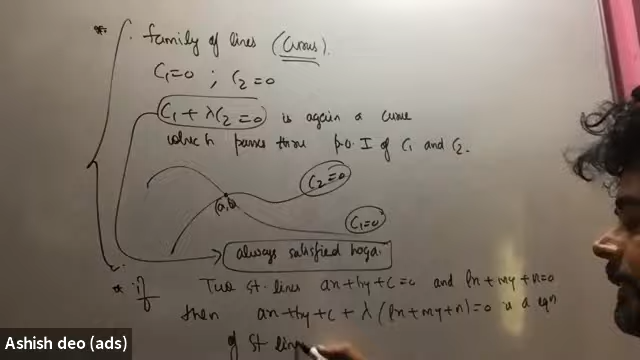 * family of lines (Curves).
C₁=0 ; C₂=0
C₁ + λC₂ = 0 is again a curve
which passes throu p.o. I of C₁ and C₂.
C₂=0
(a,b)
C₁=0
always satisfied hoga.
* if Two st. lines ax+by+c=0 and lx+my+n=0
then ax+by+c + λ (lx+my+n)=0 is a eqn
of st line
Ashish deo (ads)